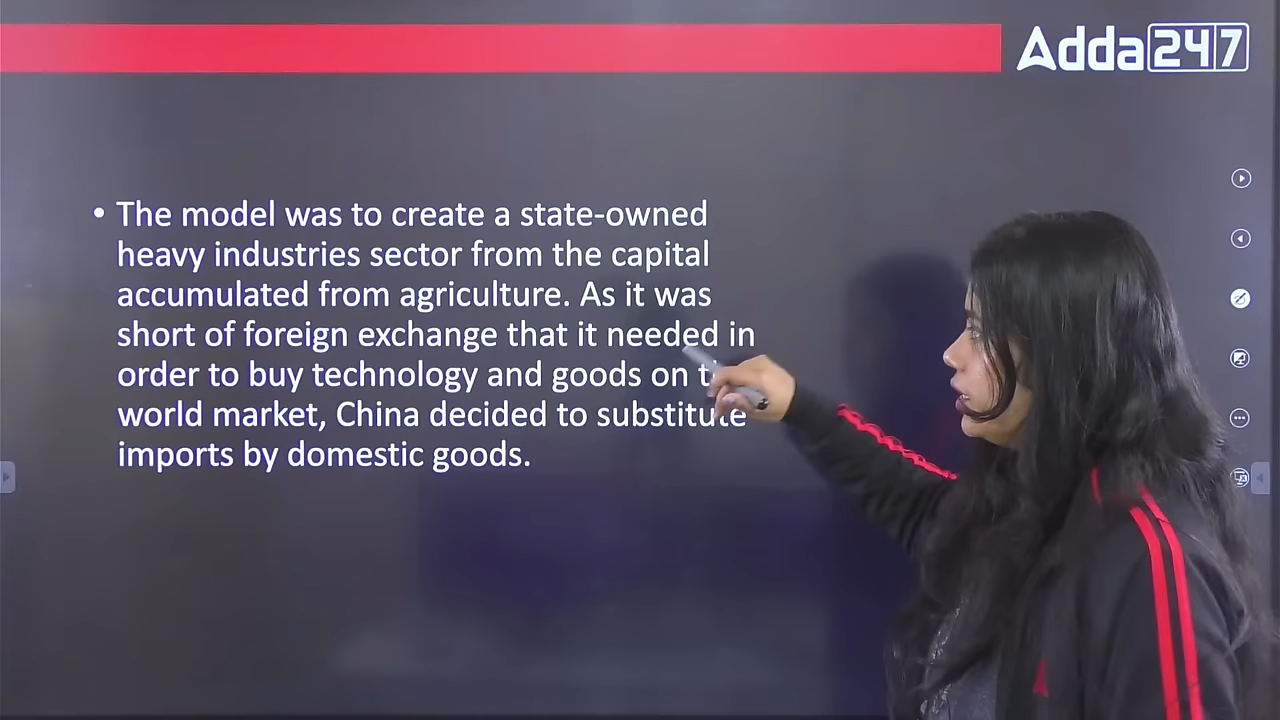 Adda247
• The model was to create a state-owned
heavy industries sector from the capital
accumulated from agriculture. As it was
short of foreign exchange that it needed in
order to buy technology and goods on
world market, China decided to substitute
imports by domestic goods.